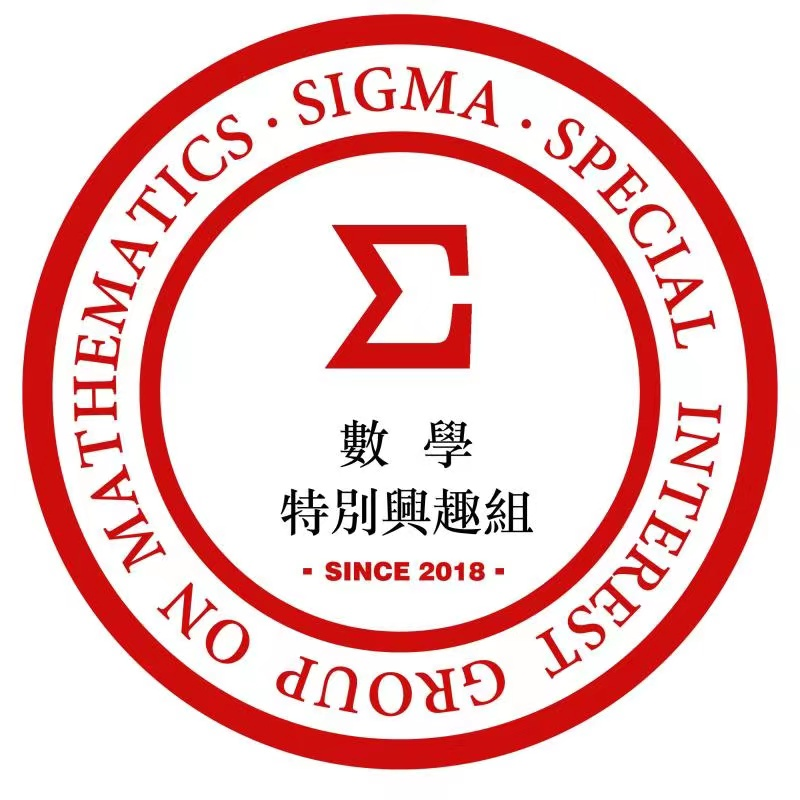 · SIGMA · SPECIAL INTEREST GROUP ON MATHEMATICS
Σ
數學
特別興趣組
- SINCE 2018 -